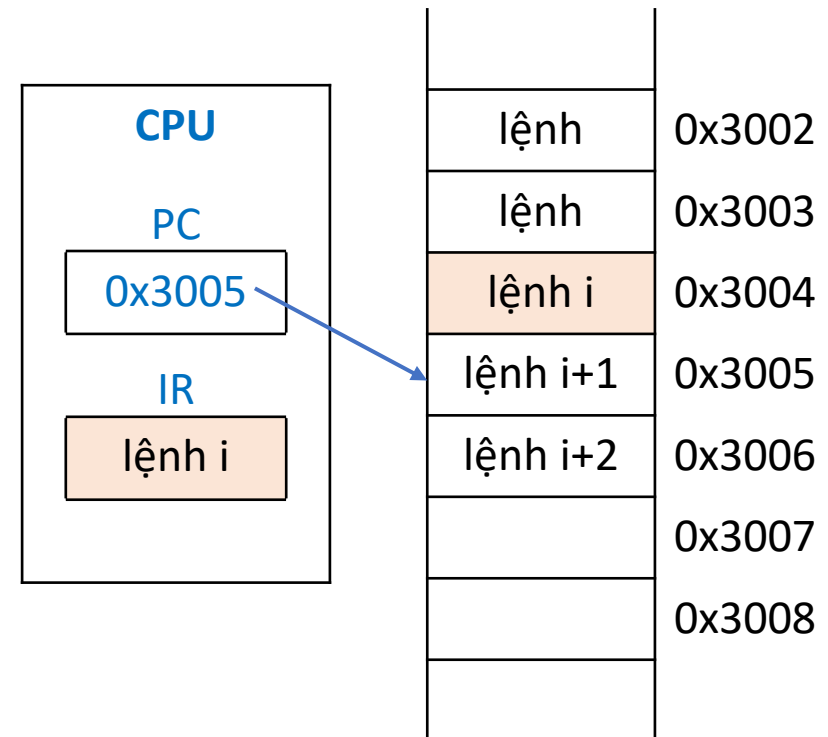 CPU
PC
0x3005
IR
lệnh i
lệnh 0x3002
lệnh 0x3003
lệnh i 0x3004
lệnh i+1 0x3005
lệnh i+2 0x3006
0x3007
0x3008